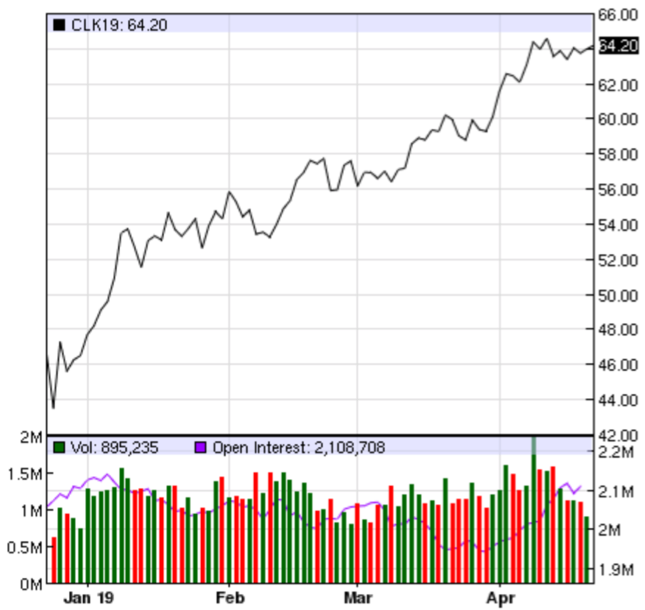 CLK19: 64.20
66.00
64.20
62.00
60.00
58.00
56.00
54.00
52.00
50.00
48.00
46.00
44.00
42.00
Vol: 895,235 Open Interest: 2,108,708
2M
1.5M
1M
0.5M
0M
2.2M
2.1M
2M
1.9M
Jan 19 Feb Mar Apr